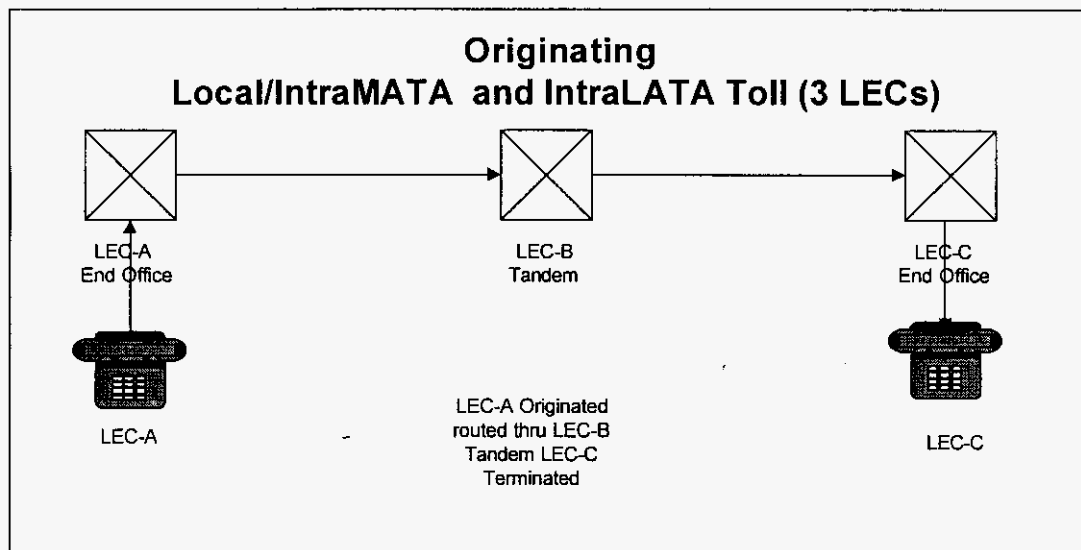 Originating
Local/IntraMATA and IntraLATA Toll (3 LECs)
LEC-A
End Office
LEC-B
Tandem
LEC-C
End Office
LEC-A
LEC-A Originated
routed thru LEC-B
Tandem LEC-C
Terminated
LEC-C